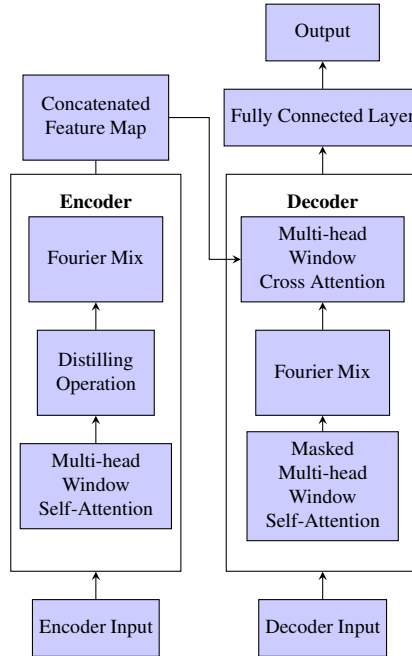 Output
Concatenated
Feature Map
Fully Connected Layer
Encoder
Fourier Mix
Distilling
Operation
Multi-head
Window
Self-Attention
Encoder Input
Decoder
Multi-head
Window
Cross Attention
Fourier Mix
Masked
Multi-head
Window
Self-Attention
Decoder Input